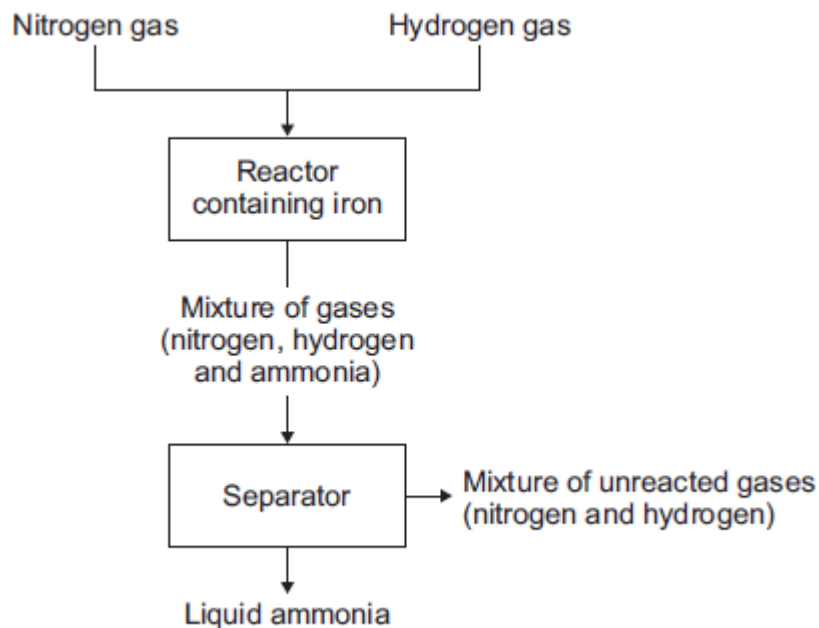 Nitrogen gas
Hydrogen gas
Reactor
containing iron
Mixture of gases
(nitrogen, hydrogen
and ammonia)
Separator
Mixture of unreacted gases
(nitrogen and hydrogen)
Liquid ammonia